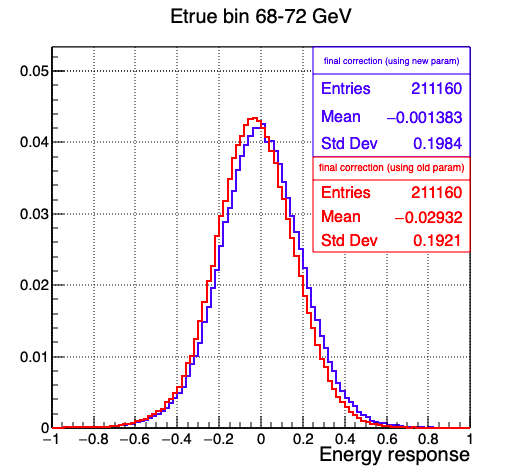 Etrue bin 68-72 GeV
final correction (using new param)
Entries 211160
Mean −0.001383
Std Dev 0.1984
final correction (using old param)
Entries 211160
Mean −0.02932
Std Dev 0.1921
0.05
0.04
0.03
0.02
0.01
0
−1 −0.8 −0.6 −0.4 −0.2 0 0.2 0.4 0.6 0.8 1
Energy response